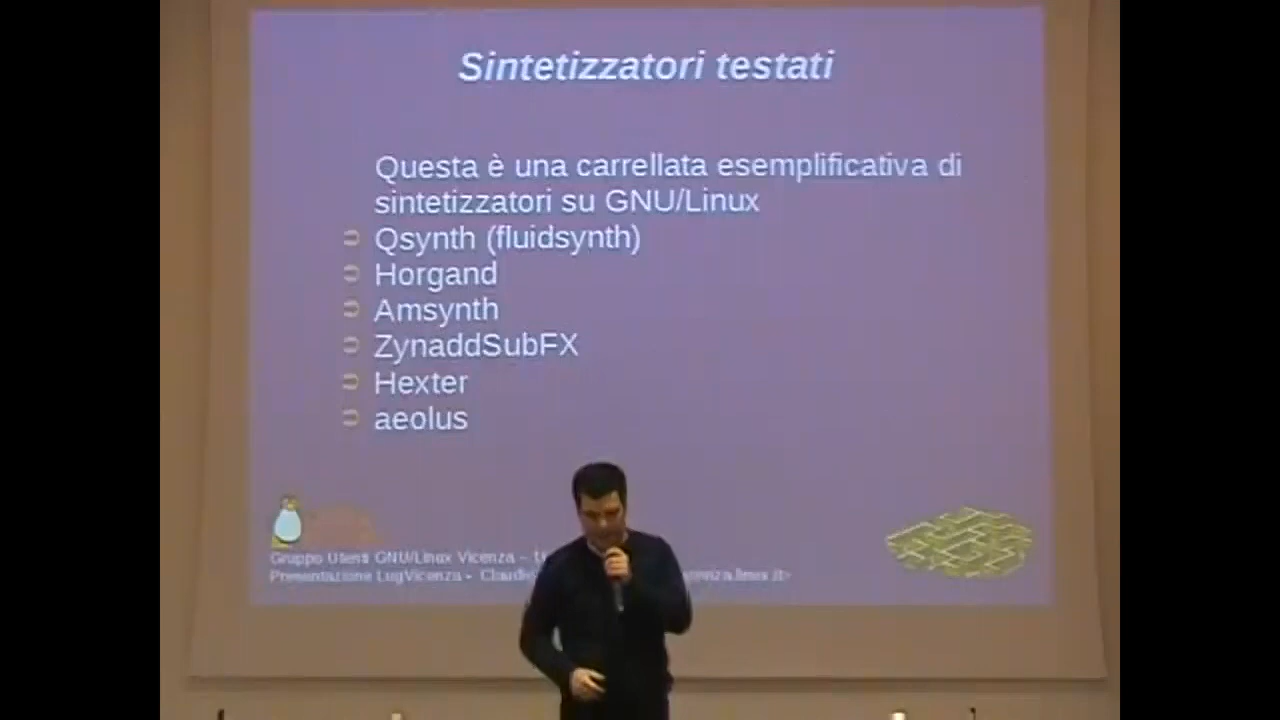 Sintetizzatori testati
Questa è una carrellata esemplificativa di
sintetizzatori su GNU/Linux
Qsynth (fluidsynth)
Horgand
Amsynth
ZynaddSubFX
Hexter
aeolus
Gruppo Utenti GNU/Linux Vicenza -
Presentazione LugVicenza -